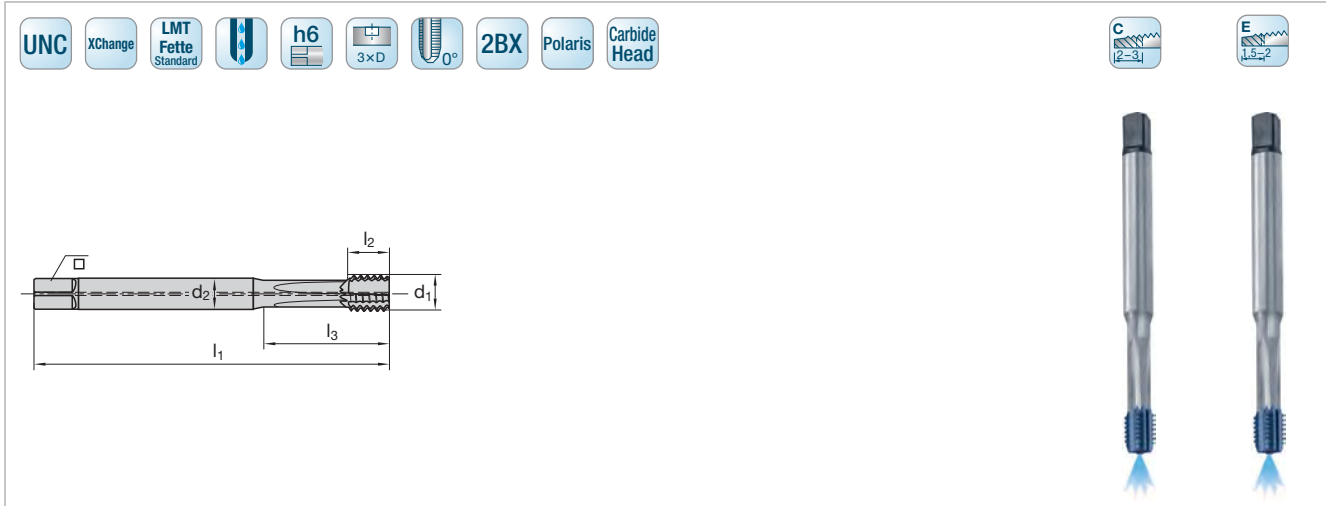 UNC
XChange
LMT
Fette
Standard
h6
3×D
0°
2BX
Polaris
Carbide
Head
C
2–3
E
1,5–2
l2
d2
d1
l3
l1